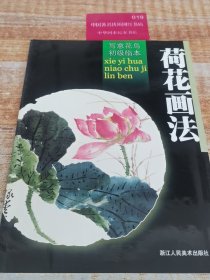 019
写意花鸟
初级临本
xie yi hua
niao chu ji
lin ben
荷花画法
浙江人民美术出版社